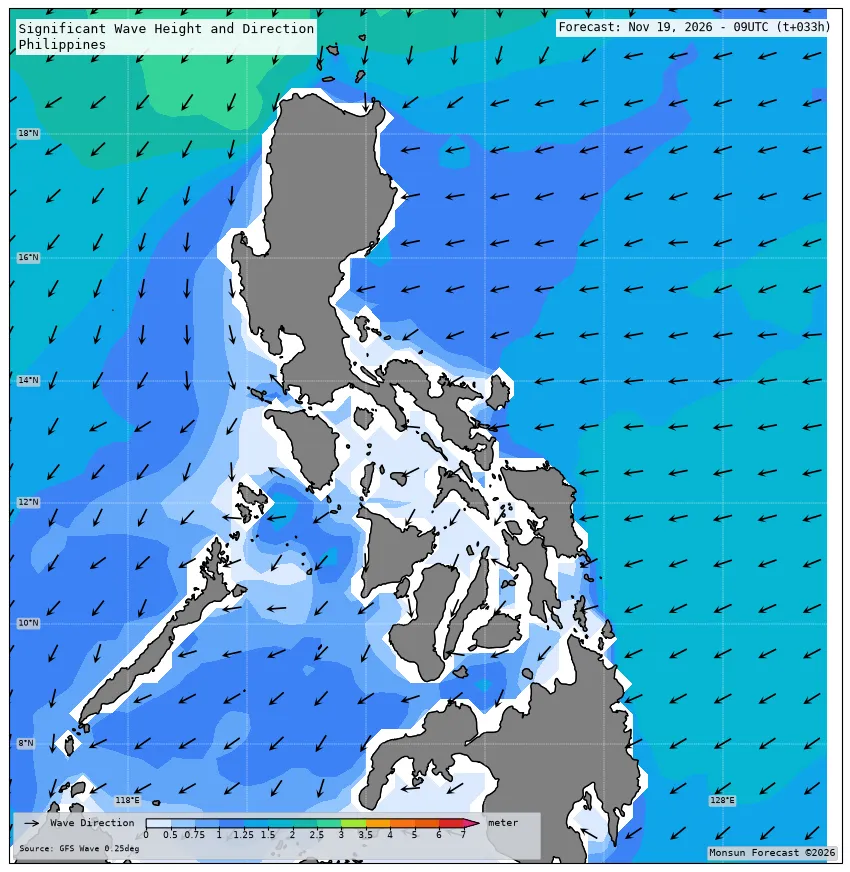 Significant Wave Height and Direction
Philippines
Forecast: Nov 19, 2026 - 09UTC (t+033h)
18°N
16°N
14°N
12°N
10°N
8°N
118°E
128°E
Wave Direction
0 0.5 0.75 1 1.25 1.5 2 2.5 3 3.5 4 5 6 7
meter
Source: GFS Wave 0.25deg
Monsun Forecast ©2026